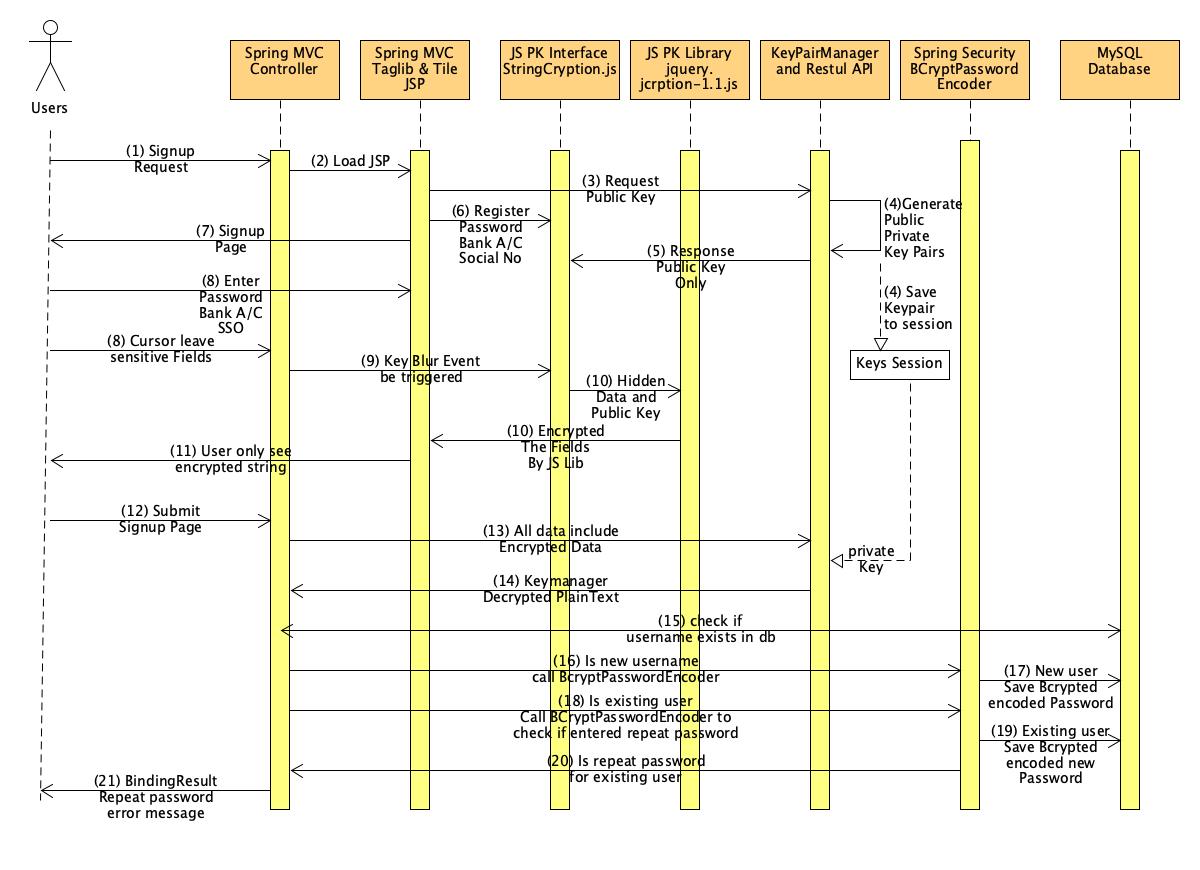 Users
Spring MVC
Controller
Spring MVC
Taglib & Tile
JSP
JS PK Interface
StringCryption.js
JS PK Library
jquery.
jcrption-1.1.js
KeyPairManager
and Restul API
Spring Security
BCryptPassword
Encoder
MySQL
Database
(1) Signup
Request
(2) Load JSP
(3) Request
Public Key
(4)Generate
Public
Private
Key Pairs
(6) Register
Password
Bank A/C
Social No
(7) Signup
Page
(5) Response
Public Key
Only
(8) Enter
Password
Bank A/C
SSO
(4) Save
Keypair
to session
(8) Cursor leave
sensitive Fields
Keys Session
(9) Key Blur Event
be triggered
(10) Hidden
Data and
Public Key
(10) Encrypted
The Fields
By JS Lib
(11) User only see
encrypted string
(12) Submit
Signup Page
(13) All data include
Encrypted Data
private
Key
(14) Keymanager
Decrypted PlainText
(15) check if
username exists in db
(16) Is new username
call BcryptPasswordEncoder
(17) New user
Save Bcrypted
encoded Password
(18) Is existing user
Call BCryptPasswordEncoder to
check if entered repeat password
(19) Existing user
Save Bcrypted
encoded new
Password
(20) Is repeat password
for existing user
(21) BindingResult
Repeat password
error message